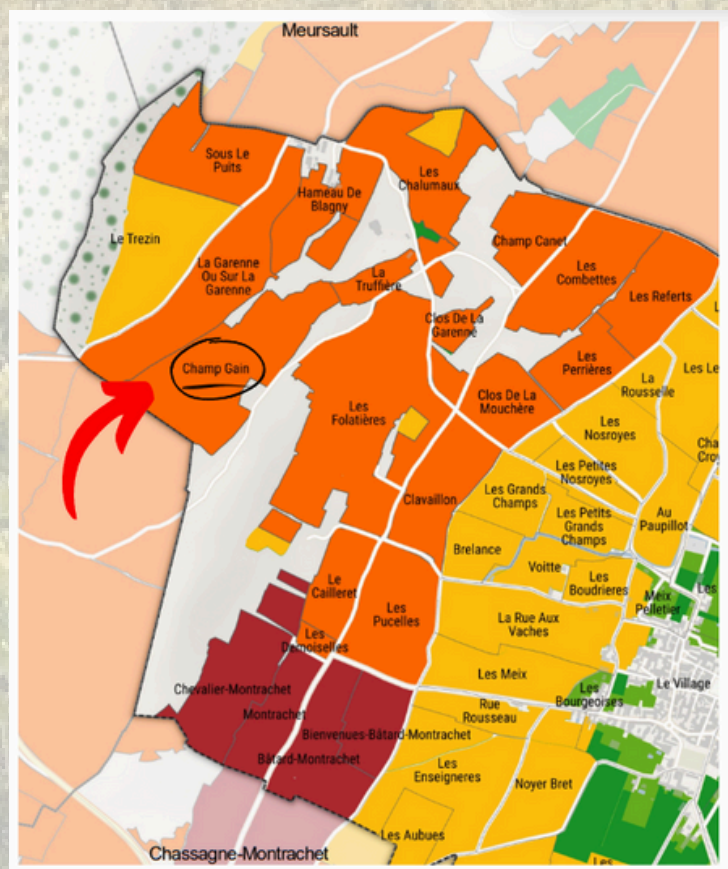 Meursault
Sous Le
Puits
Les
Chalumaux
Hameau De
Blagny
Le Trezin
Champ Canet
La Garenne
Ou Sur La
Garenne
La
Truffière
Les
Combettes
Les Referts
Clos De La
Garenne
Champ Gain
Les
Perrières
La
Rousselle
Les
Folatières
Clos De La
Mouchère
Les
Nosroyes
Les Petites
Nosroyes
Clavaillon
Les Grands
Champs
Les Petits
Grands
Champs
Au
Paupillot
Brelance
Voitte
Les
Boudrieres
Le
Cailleret
Les
Pucelles
Meix
Pelletier
La Rue Aux
Vaches
Les
Demoiselles
Les Meix
Le Village
Chevalier-Montrachet
Les
Bourgeoises
Montrachet
Rue
Rousseau
Bienvenues-Bâtard-Montrachet
Bâtard-Montrachet
Les
Enseigneres
Noyer Bret
Les Aubues
Les
Chassagne-Montrachet